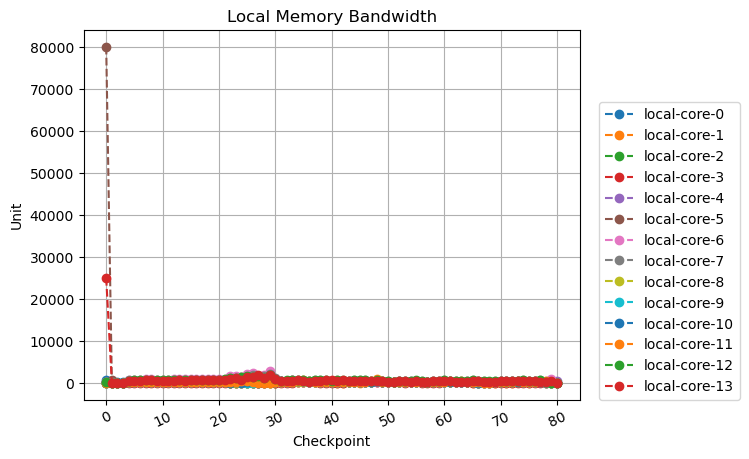 Local Memory Bandwidth
Unit
80000
70000
60000
50000
40000
30000
20000
10000
0
0 10 20 30 40 50 60 70 80
Checkpoint
local-core-0
local-core-1
local-core-2
local-core-3
local-core-4
local-core-5
local-core-6
local-core-7
local-core-8
local-core-9
local-core-10
local-core-11
local-core-12
local-core-13